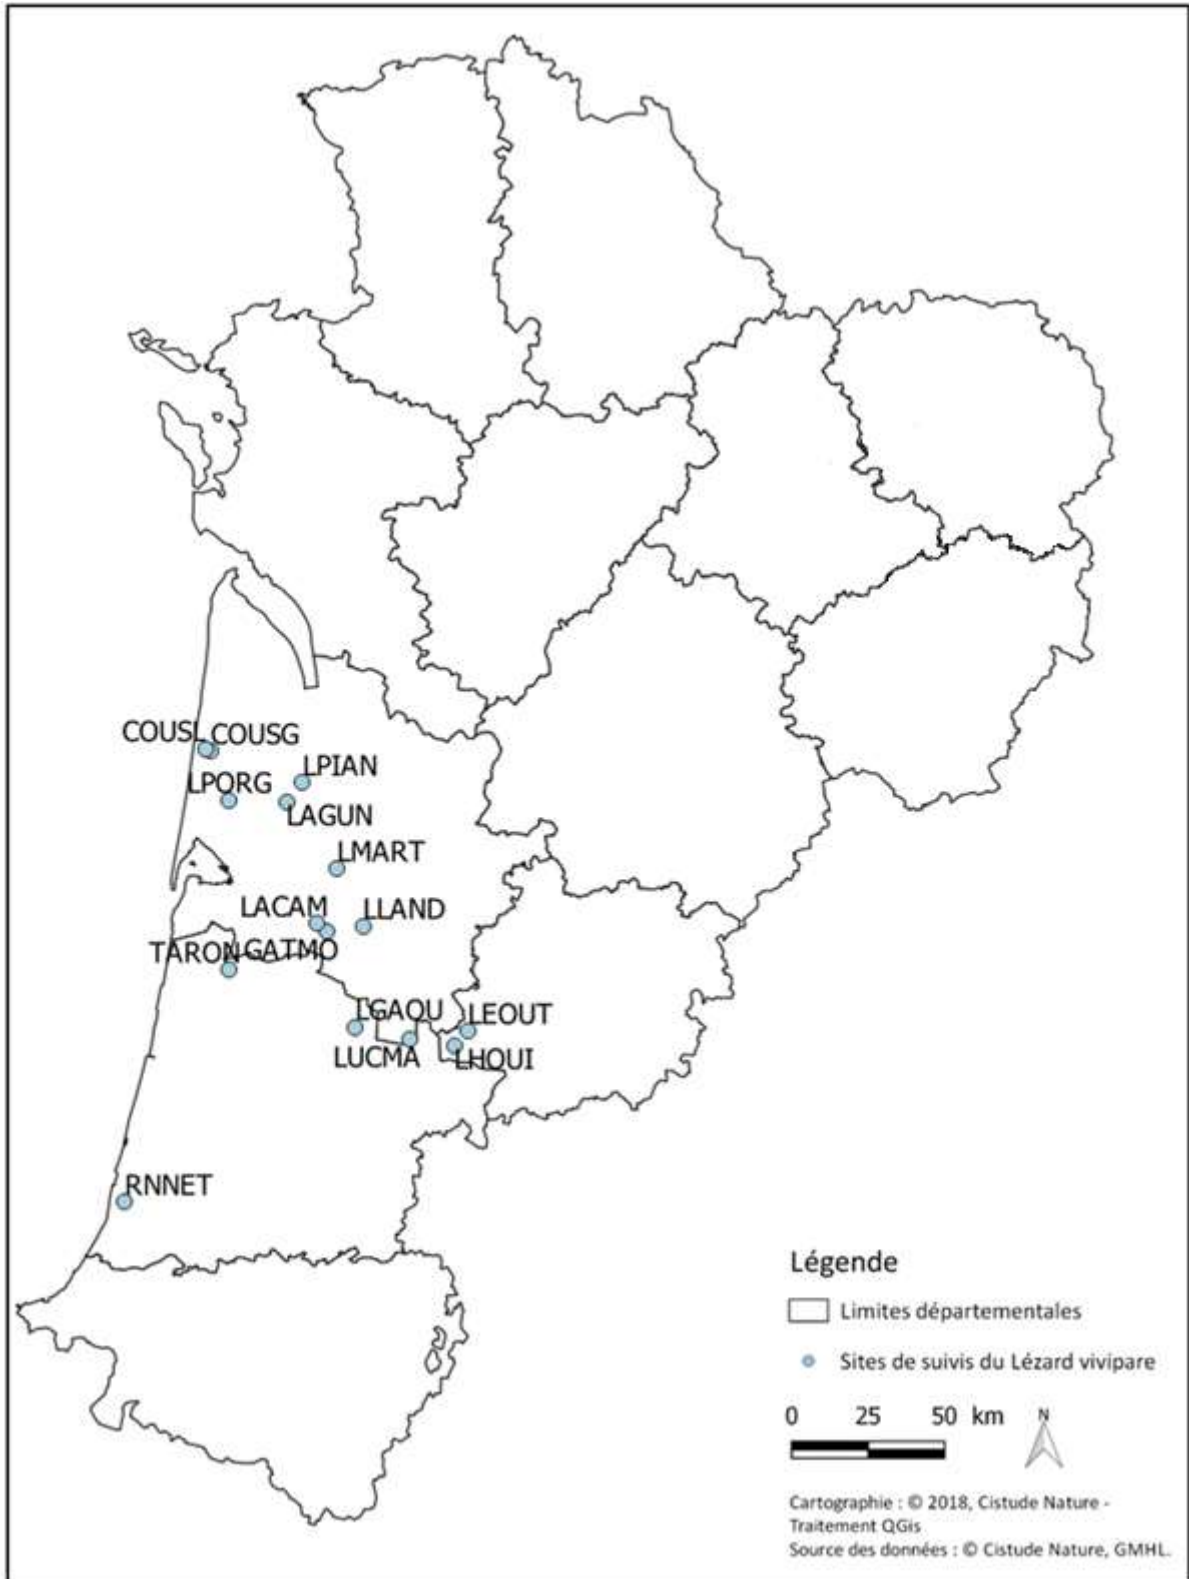 COUSL COUSG
LPIAN
LPORG
LAGUN
LMART
LACAM LLAND
TARON GATMO
LGAOU LEOUT
LUCMA LHOUI
RNNET
Légende
Limites départementales
Sites de suivis du Lézard vivipare
0 25 50 km
N
Cartographie : © 2018, Cistude Nature -
Traitement QGis
Source des données : © Cistude Nature, GMHL.